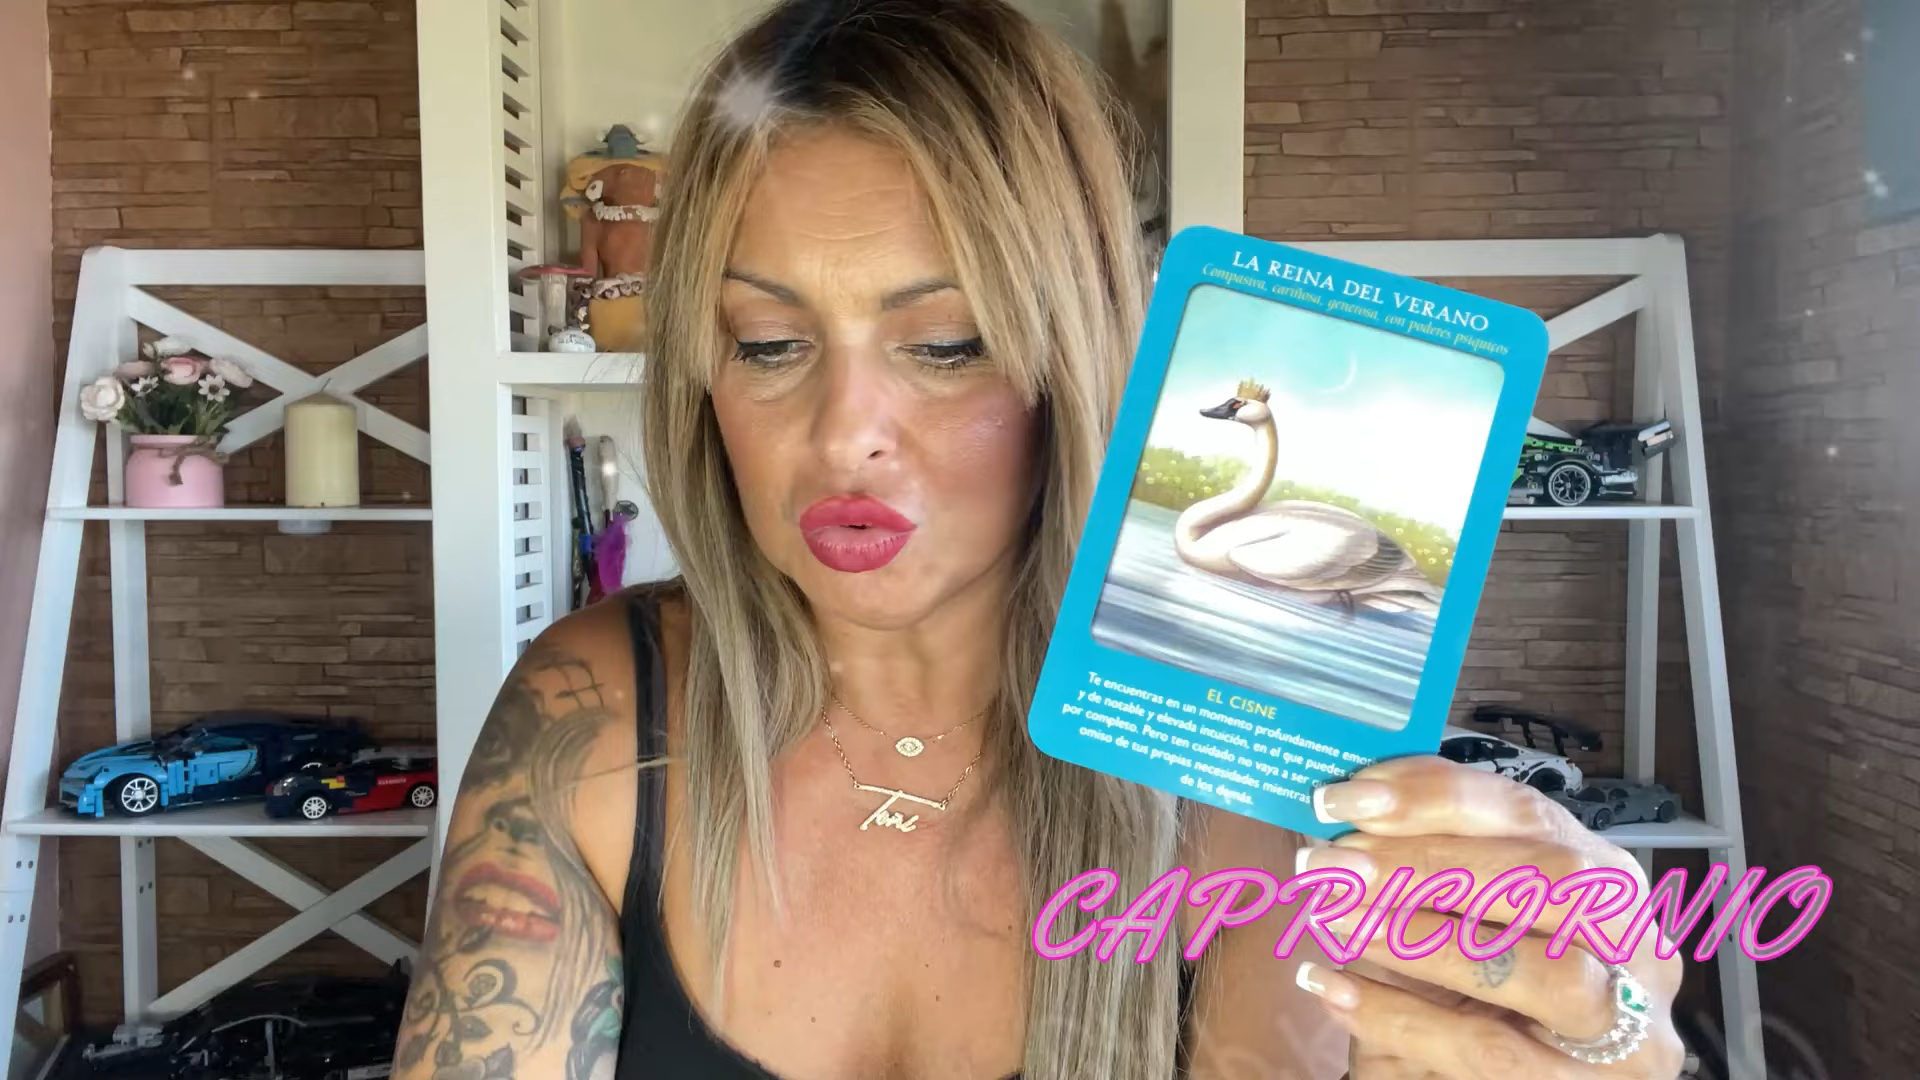 LA REINA DEL VERANO
Compasiva, cariñosa, generosa, con poderes psíquicos
EL CISNE
Te encuentras en un momento profundamente
y de notable y elevada intuición, en el que puedes
por completo. Pero ten cuidado no vaya a ser
omiso de tus propias necesidades mientras
de los demás.
Toñi
CAPRICORNIO